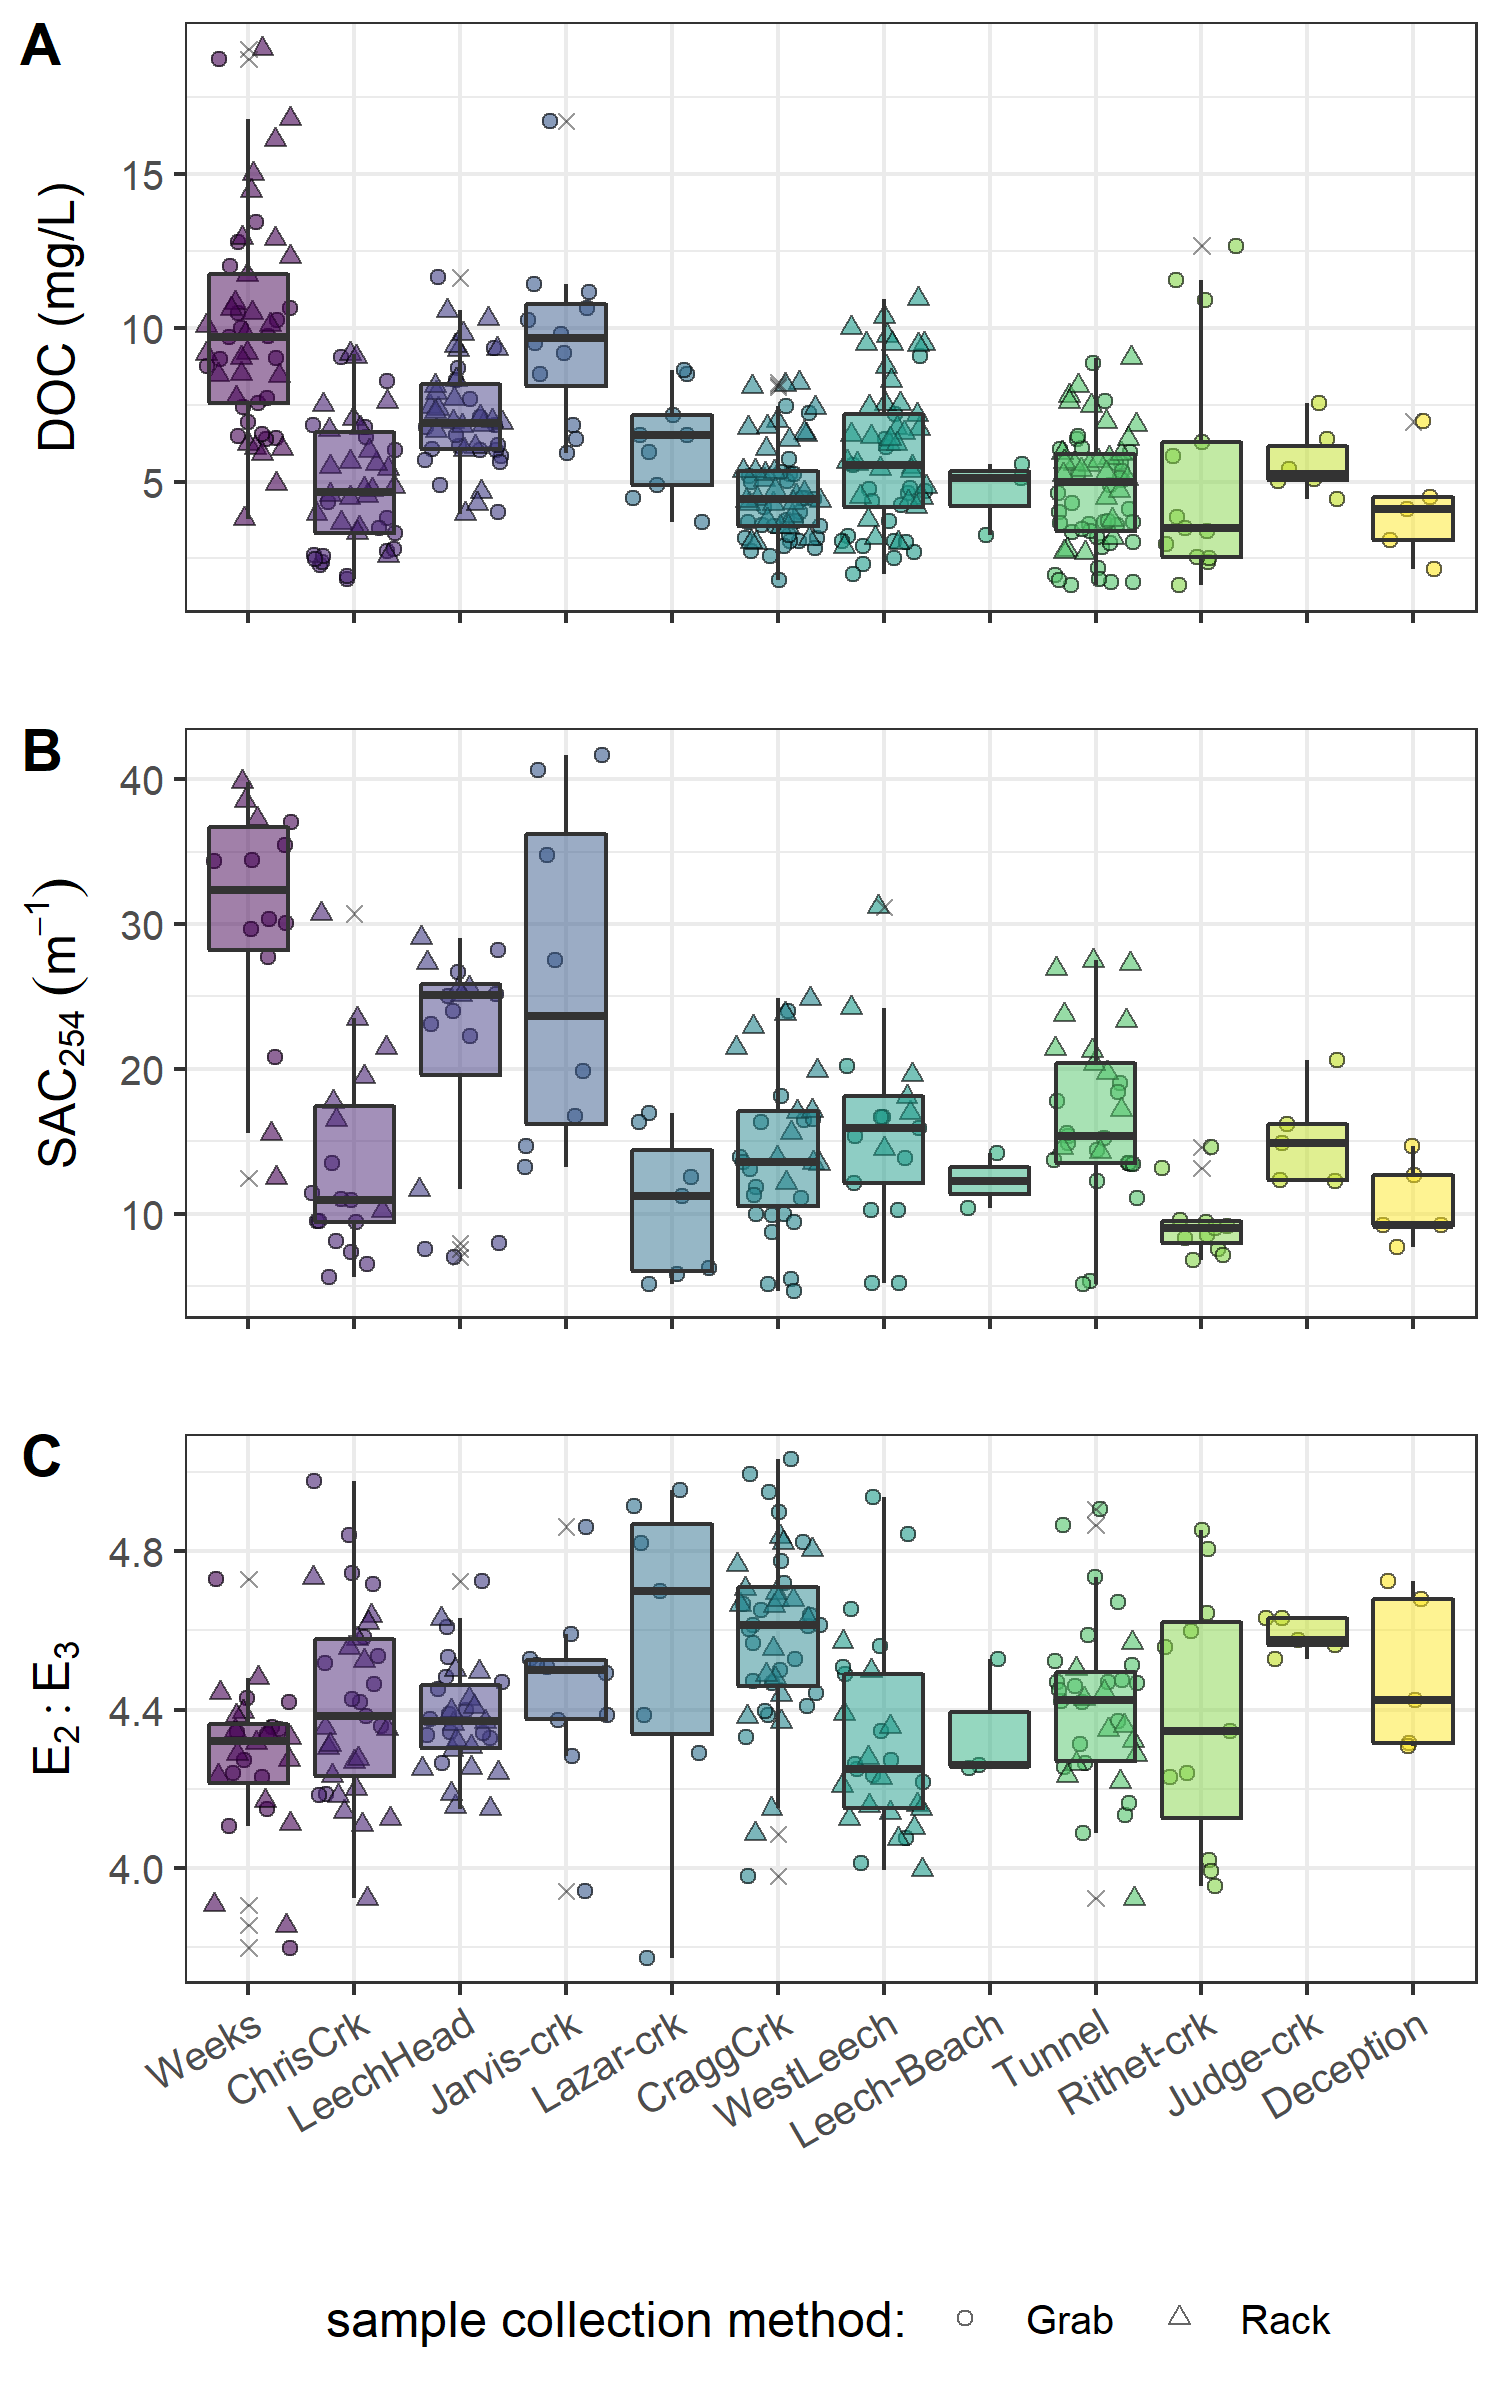 A
DOC (mg/L)
15
10
5
B
SAC₂₅₄ (m⁻¹)
40
30
20
10
C
E₂ : E₃
4.8
4.4
4.0
Weeks
ChrisCrk
LeechHead
Jarvis-crk
Lazar-crk
CraggCrk
WestLeech
Leech-Beach
Tunnel
Rithet-crk
Judge-crk
Deception
sample collection method: Grab Rack